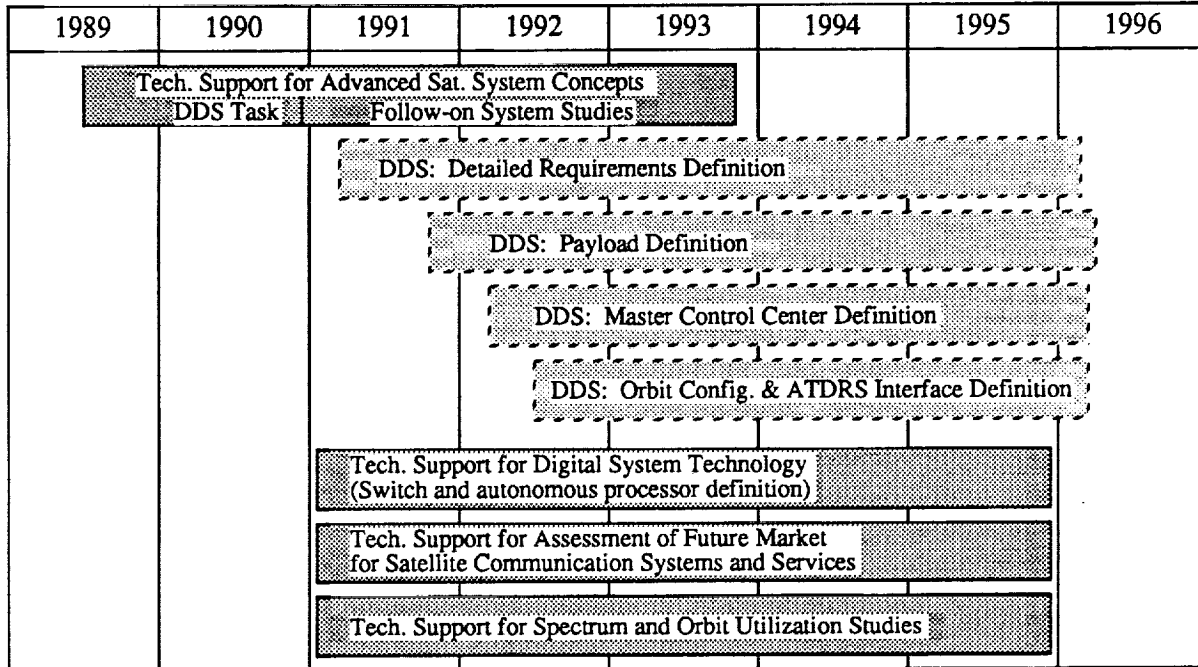 1989 1990 1991 1992 1993 1994 1995 1996
Tech. Support for Advanced Sat. System Concepts
DDS Task Follow-on System Studies
DDS: Detailed Requirements Definition
DDS: Payload Definition
DDS: Master Control Center Definition
DDS: Orbit Config. & ATDRS Interface Definition
Tech. Support for Digital System Technology
(Switch and autonomous processor definition)
Tech. Support for Assessment of Future Market
for Satellite Communication Systems and Services
Tech. Support for Spectrum and Orbit Utilization Studies